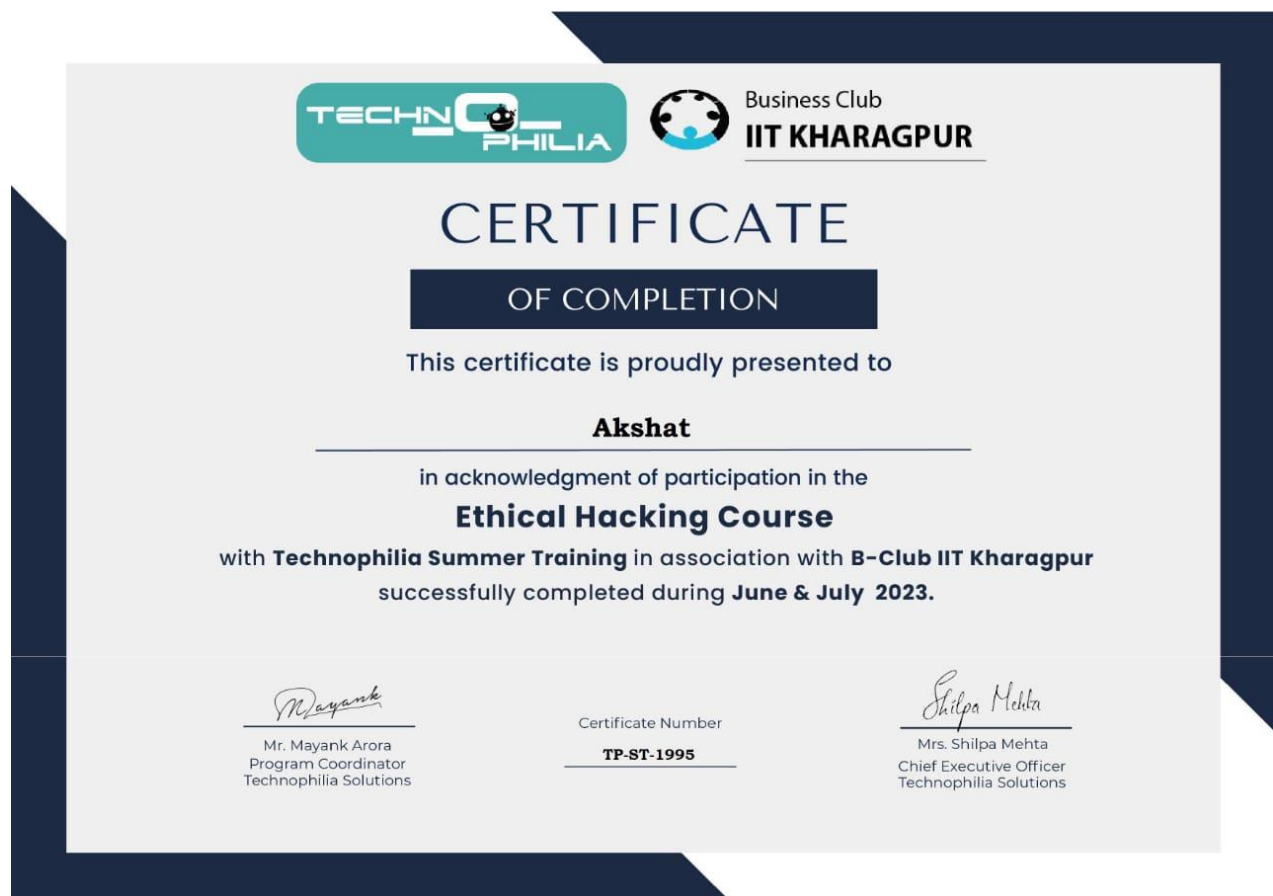 TECHNO
PHILIA
Business Club
IIT KHARAGPUR
CERTIFICATE
OF COMPLETION
This certificate is proudly presented to
Akshat
in acknowledgment of participation in the
Ethical Hacking Course
with Technophilia Summer Training in association with B-Club IIT Kharagpur
successfully completed during June & July 2023.
Mayank
Mr. Mayank Arora
Program Coordinator
Technophilia Solutions
Certificate Number
TP-ST-1995
Shilpa Mehta
Mrs. Shilpa Mehta
Chief Executive Officer
Technophilia Solutions